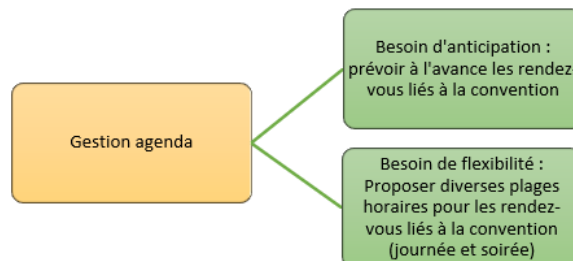 Gestion agenda
Besoin d'anticipation :
prévoir à l'avance les rendez-
vous liés à la convention
Besoin de flexibilité :
Proposer diverses plages
horaires pour les rendez-
vous liés à la convention
(journée et soirée)